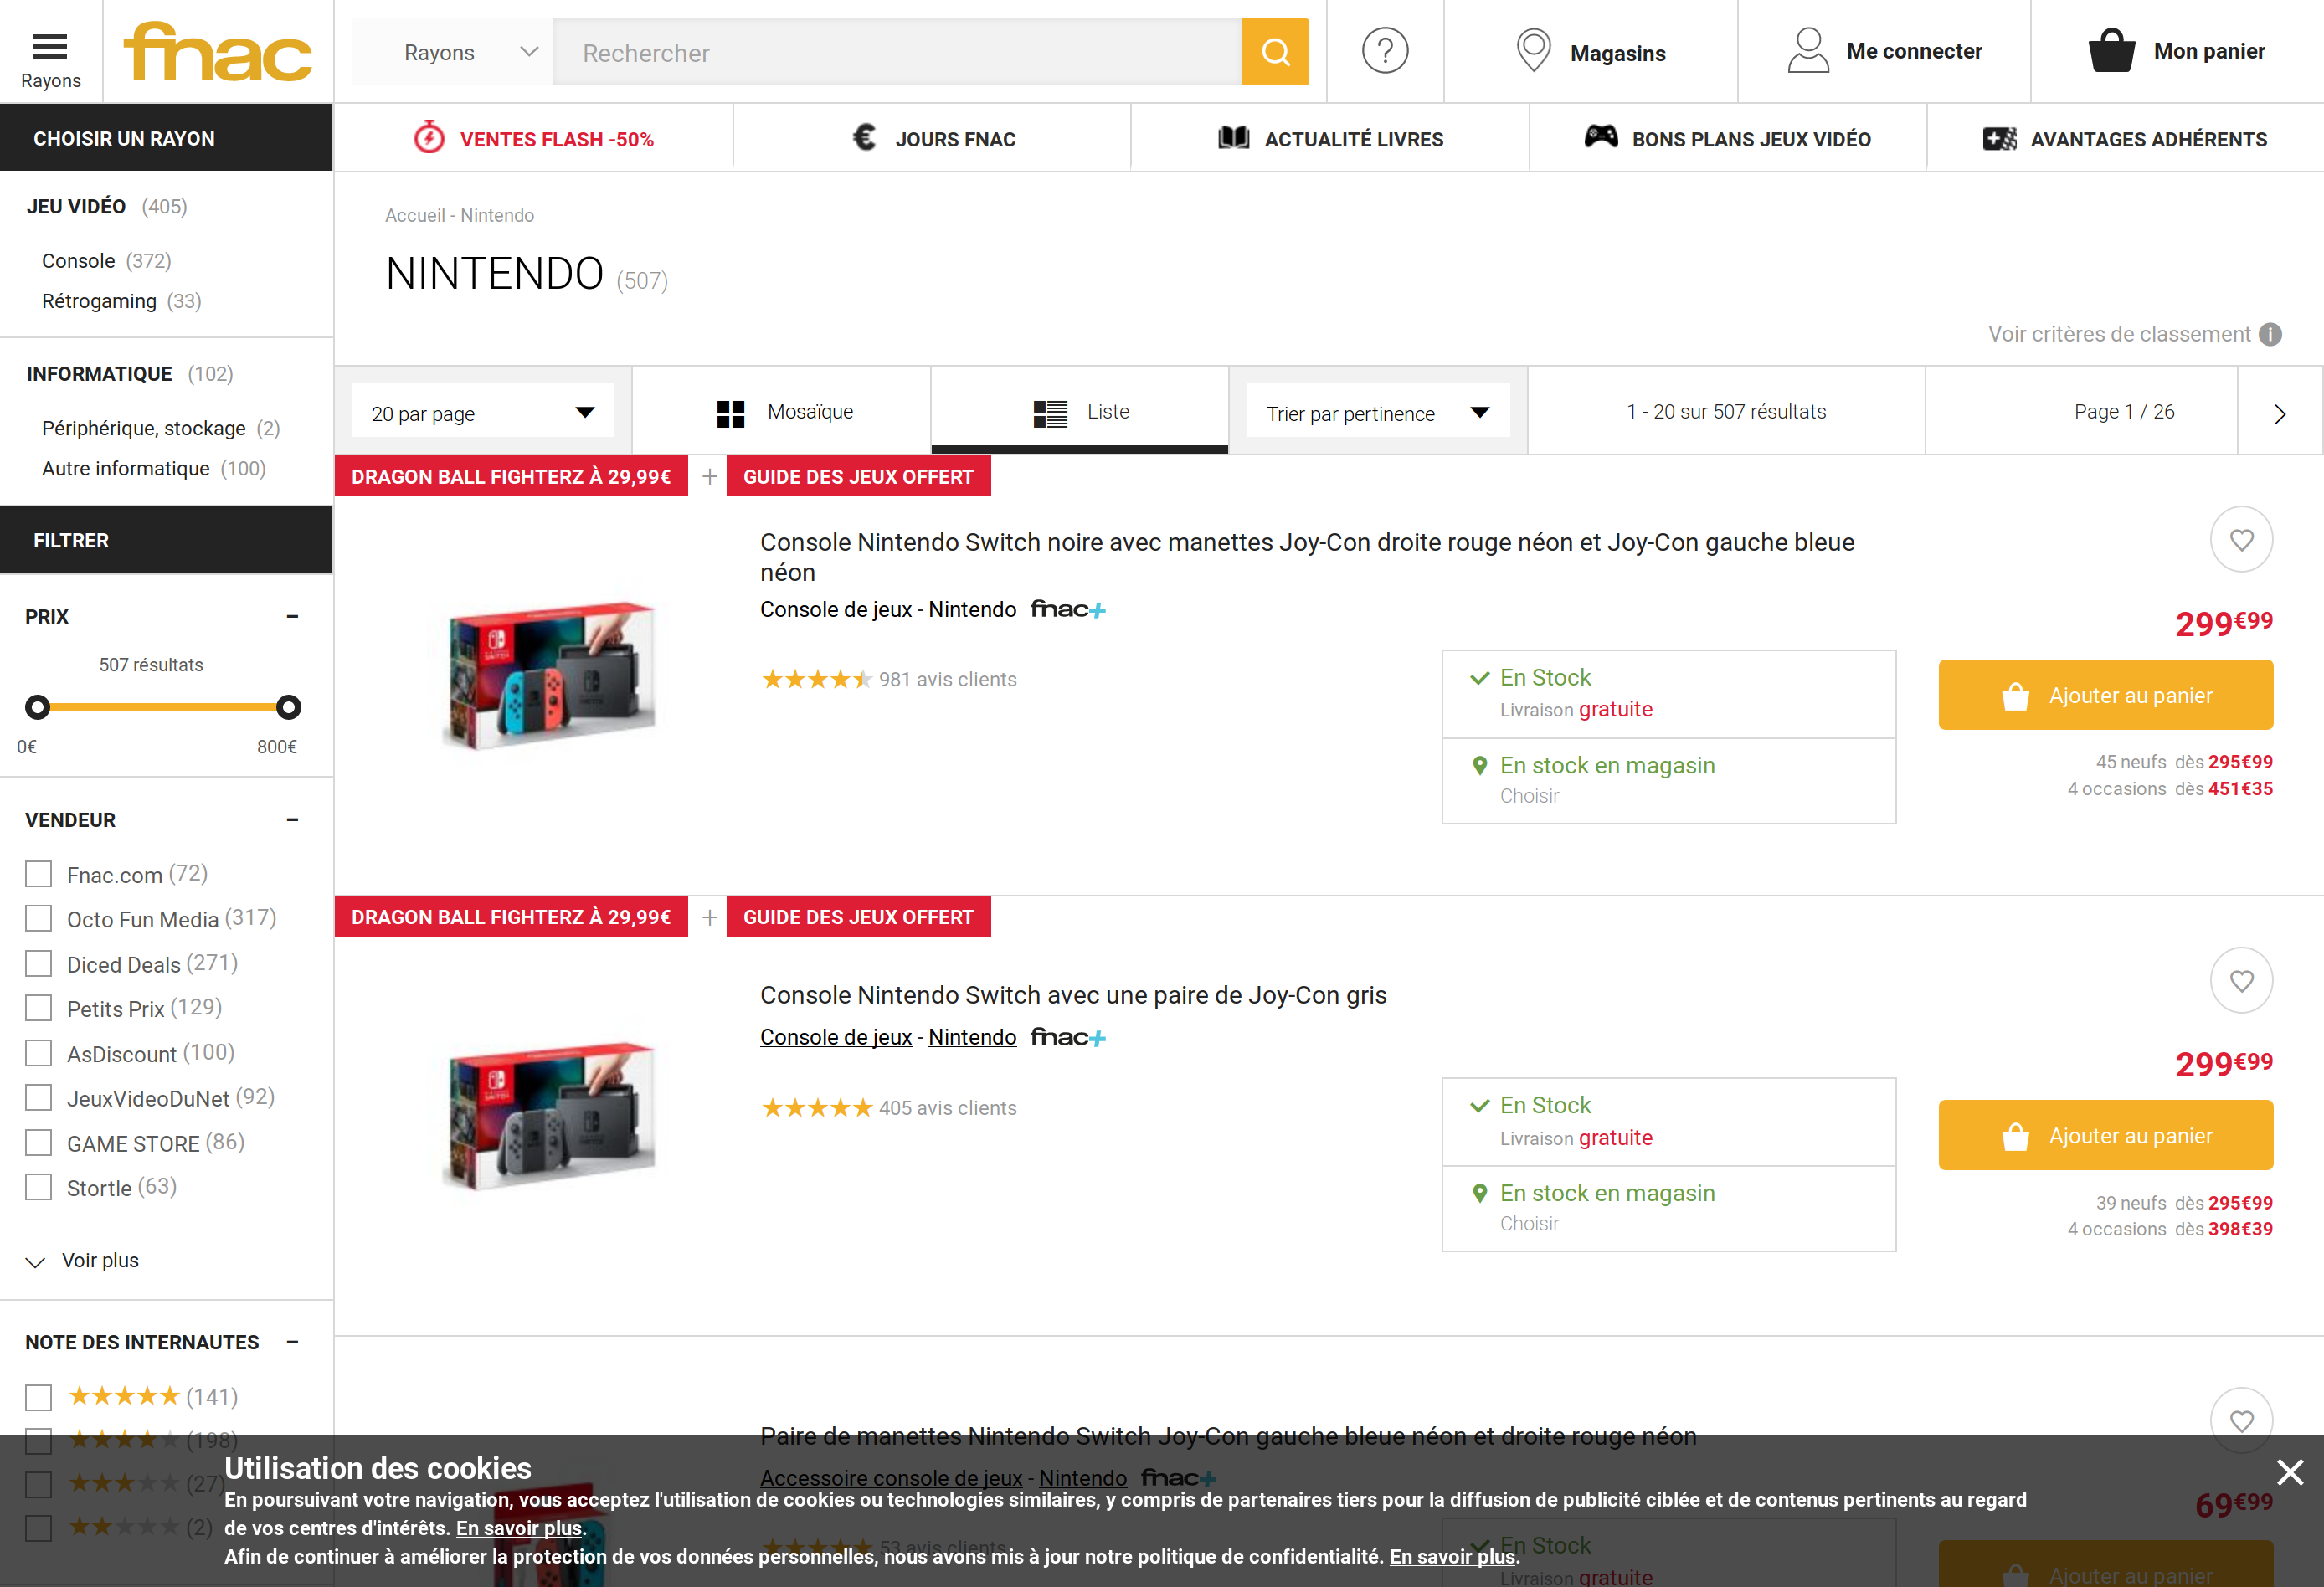 Rayons
fnac
Rayons
Rechercher
?
Magasins
Me connecter
Mon panier
CHOISIR UN RAYON
VENTES FLASH -50%
€ JOURS FNAC
ACTUALITÉ LIVRES
BONS PLANS JEUX VIDÉO
AVANTAGES ADHÉRENTS
JEU VIDÉO (405)
Console (372)
Rétrogaming (33)
INFORMATIQUE (102)
Périphérique, stockage (2)
Autre informatique (100)
FILTRER
PRIX −
507 résultats
0€ 800€
VENDEUR −
Fnac.com (72)
Octo Fun Media (317)
Diced Deals (271)
Petits Prix (129)
AsDiscount (100)
JeuxVideoDuNet (92)
GAME STORE (86)
Stortle (63)
Voir plus
NOTE DES INTERNAUTES −
★★★★★ (141)
★★★★★ (198)
★★★★★ (27)
★★★★★ (2)
Accueil - Nintendo
NINTENDO (507)
Voir critères de classement i
20 par page
Mosaïque
Liste
Trier par pertinence
1 - 20 sur 507 résultats
Page 1 / 26
DRAGON BALL FIGHTERZ À 29,99€ + GUIDE DES JEUX OFFERT
Console Nintendo Switch noire avec manettes Joy-Con droite rouge néon et Joy-Con gauche bleue
néon
Console de jeux - Nintendo fnac+
★★★★★ 981 avis clients
En Stock
Livraison gratuite
En stock en magasin
Choisir
299€99
Ajouter au panier
45 neufs dès 295€99
4 occasions dès 451€35
DRAGON BALL FIGHTERZ À 29,99€ + GUIDE DES JEUX OFFERT
Console Nintendo Switch avec une paire de Joy-Con gris
Console de jeux - Nintendo fnac+
★★★★★ 405 avis clients
En Stock
Livraison gratuite
En stock en magasin
Choisir
299€99
Ajouter au panier
39 neufs dès 295€99
4 occasions dès 398€39
Paire de manettes Nintendo Switch Joy-Con gauche bleue néon et droite rouge néon
Accessoire console de jeux - Nintendo fnac+
★★★★★ 53 avis clients
En Stock
Livraison gratuite
69€99
Ajouter au panier
Utilisation des cookies
En poursuivant votre navigation, vous acceptez l'utilisation de cookies ou technologies similaires, y compris de partenaires tiers pour la diffusion de publicité ciblée et de contenus pertinents au regard
de vos centres d'intérêts. En savoir plus.
Afin de continuer à améliorer la protection de vos données personnelles, nous avons mis à jour notre politique de confidentialité. En savoir plus.